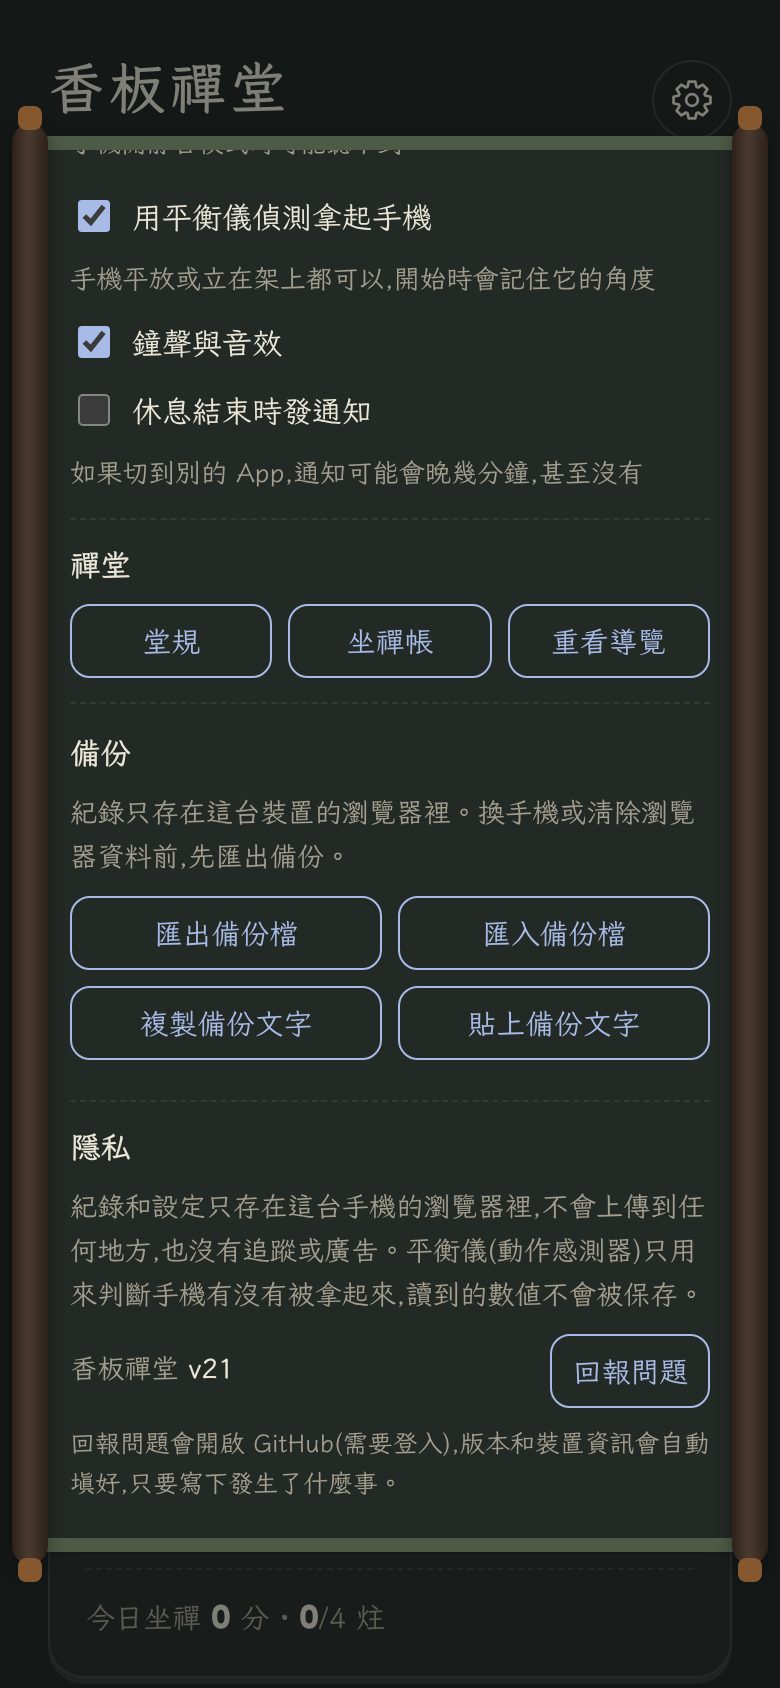 香板禪堂
用平衡儀偵測拿起手機
手機平放或立在架上都可以,開始時會記住它的角度
鐘聲與音效
休息結束時發通知
如果切到別的 App,通知可能會晚幾分鐘,甚至沒有
禪堂
堂規
坐禪帳
重看導覽
備份
紀錄只存在這台裝置的瀏覽器裡。換手機或清除瀏覽
器資料前,先匯出備份。
匯出備份檔
匯入備份檔
複製備份文字
貼上備份文字
隱私
紀錄和設定只存在這台手機的瀏覽器裡,不會上傳到任
何地方,也沒有追蹤或廣告。平衡儀(動作感測器)只用
來判斷手機有沒有被拿起來,讀到的數值不會被保存。
香板禪堂 v21
回報問題
回報問題會開啟 GitHub(需要登入),版本和裝置資訊會自動
填好,只要寫下發生了什麼事。
今日坐禪 0 分・0/4 炷